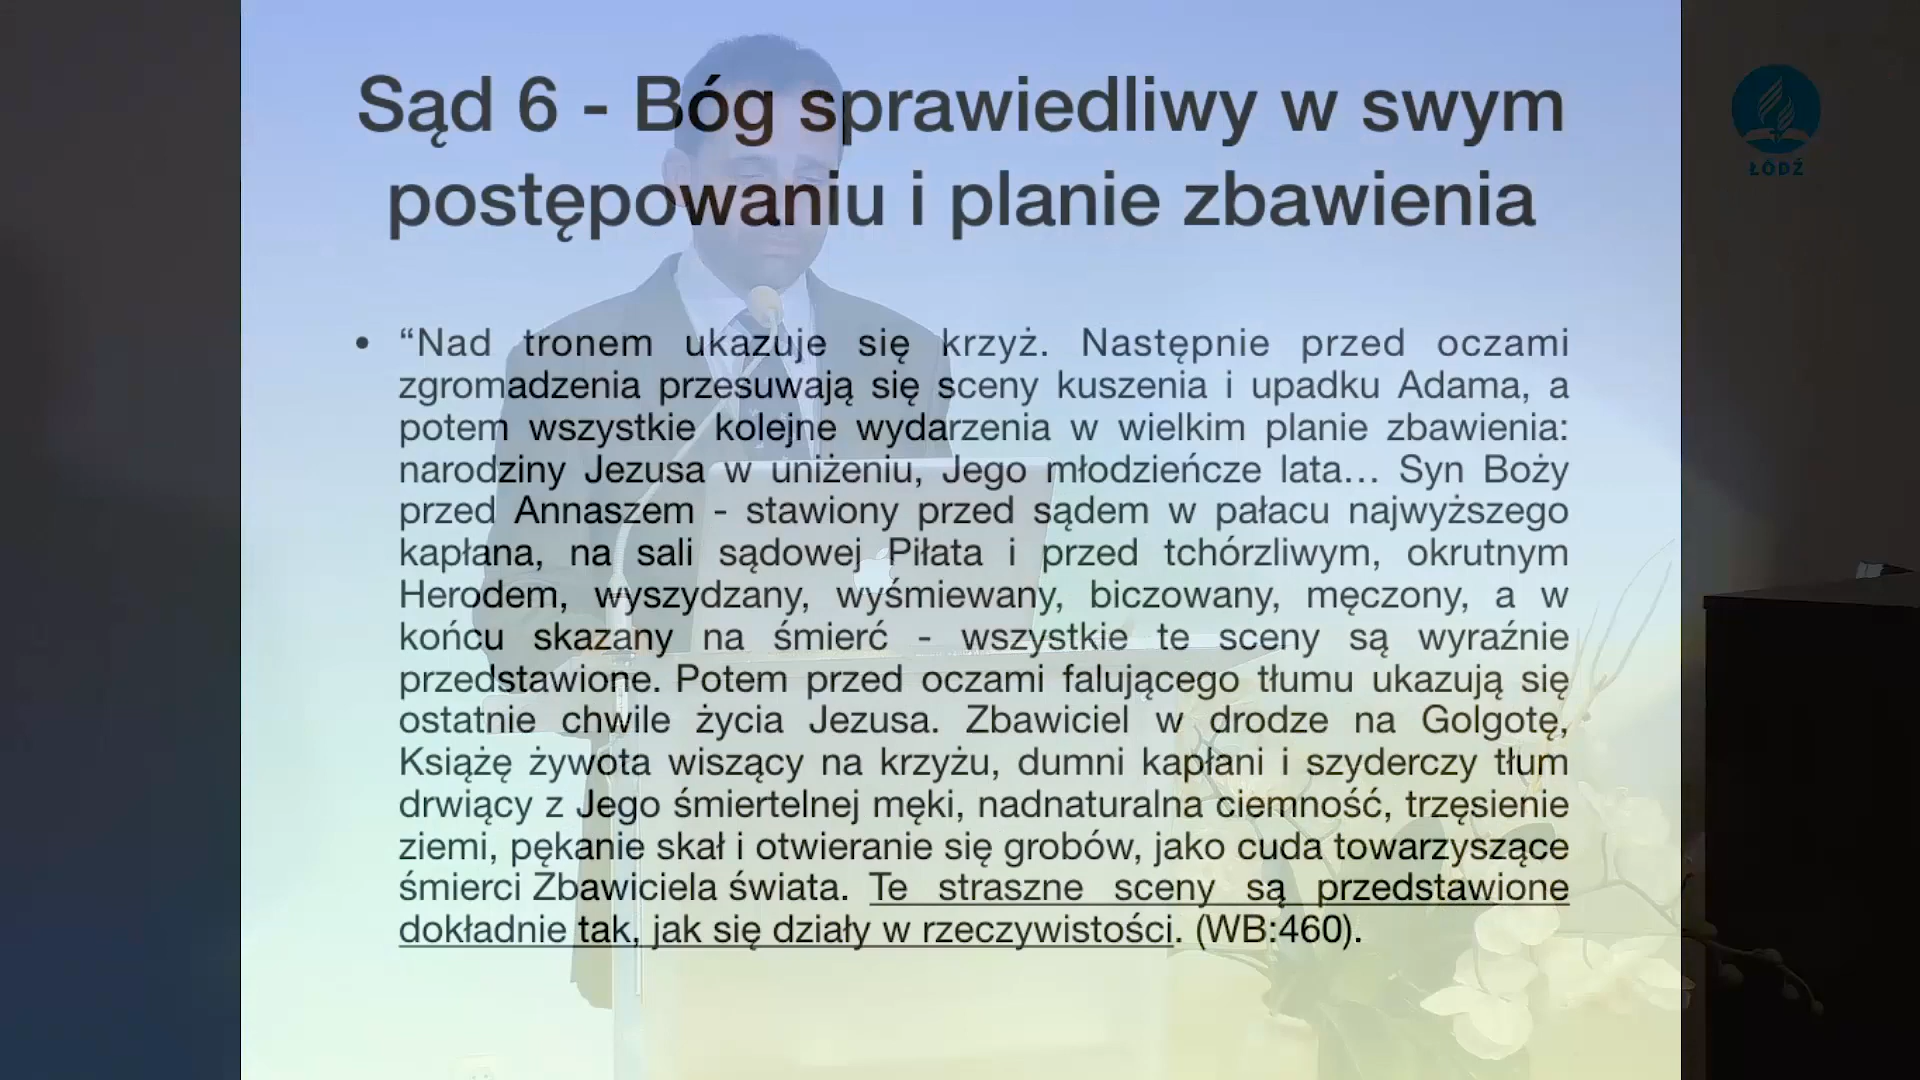 Sąd 6 - Bóg sprawiedliwy w swym
postępowaniu i planie zbawienia
ŁÓDŹ
• “Nad tronem ukazuje się krzyż. Następnie przed oczami
zgromadzenia przesuwają się sceny kuszenia i upadku Adama, a
potem wszystkie kolejne wydarzenia w wielkim planie zbawienia:
narodziny Jezusa w uniżeniu, Jego młodzieńcze lata… Syn Boży
przed Annaszem - stawiony przed sądem w pałacu najwyższego
kapłana, na sali sądowej Piłata i przed tchórzliwym, okrutnym
Herodem, wyszydzany, wyśmiewany, biczowany, męczony, a w
końcu skazany na śmierć - wszystkie te sceny są wyraźnie
przedstawione. Potem przed oczami falującego tłumu ukazują się
ostatnie chwile życia Jezusa. Zbawiciel w drodze na Golgotę,
Książę żywota wiszący na krzyżu, dumni kapłani i szyderczy tłum
drwiący z Jego śmiertelnej męki, nadnaturalna ciemność, trzęsienie
ziemi, pękanie skał i otwieranie się grobów, jako cuda towarzyszące
śmierci Zbawiciela świata. Te straszne sceny są przedstawione
dokładnie tak, jak się działy w rzeczywistości. (WB:460).